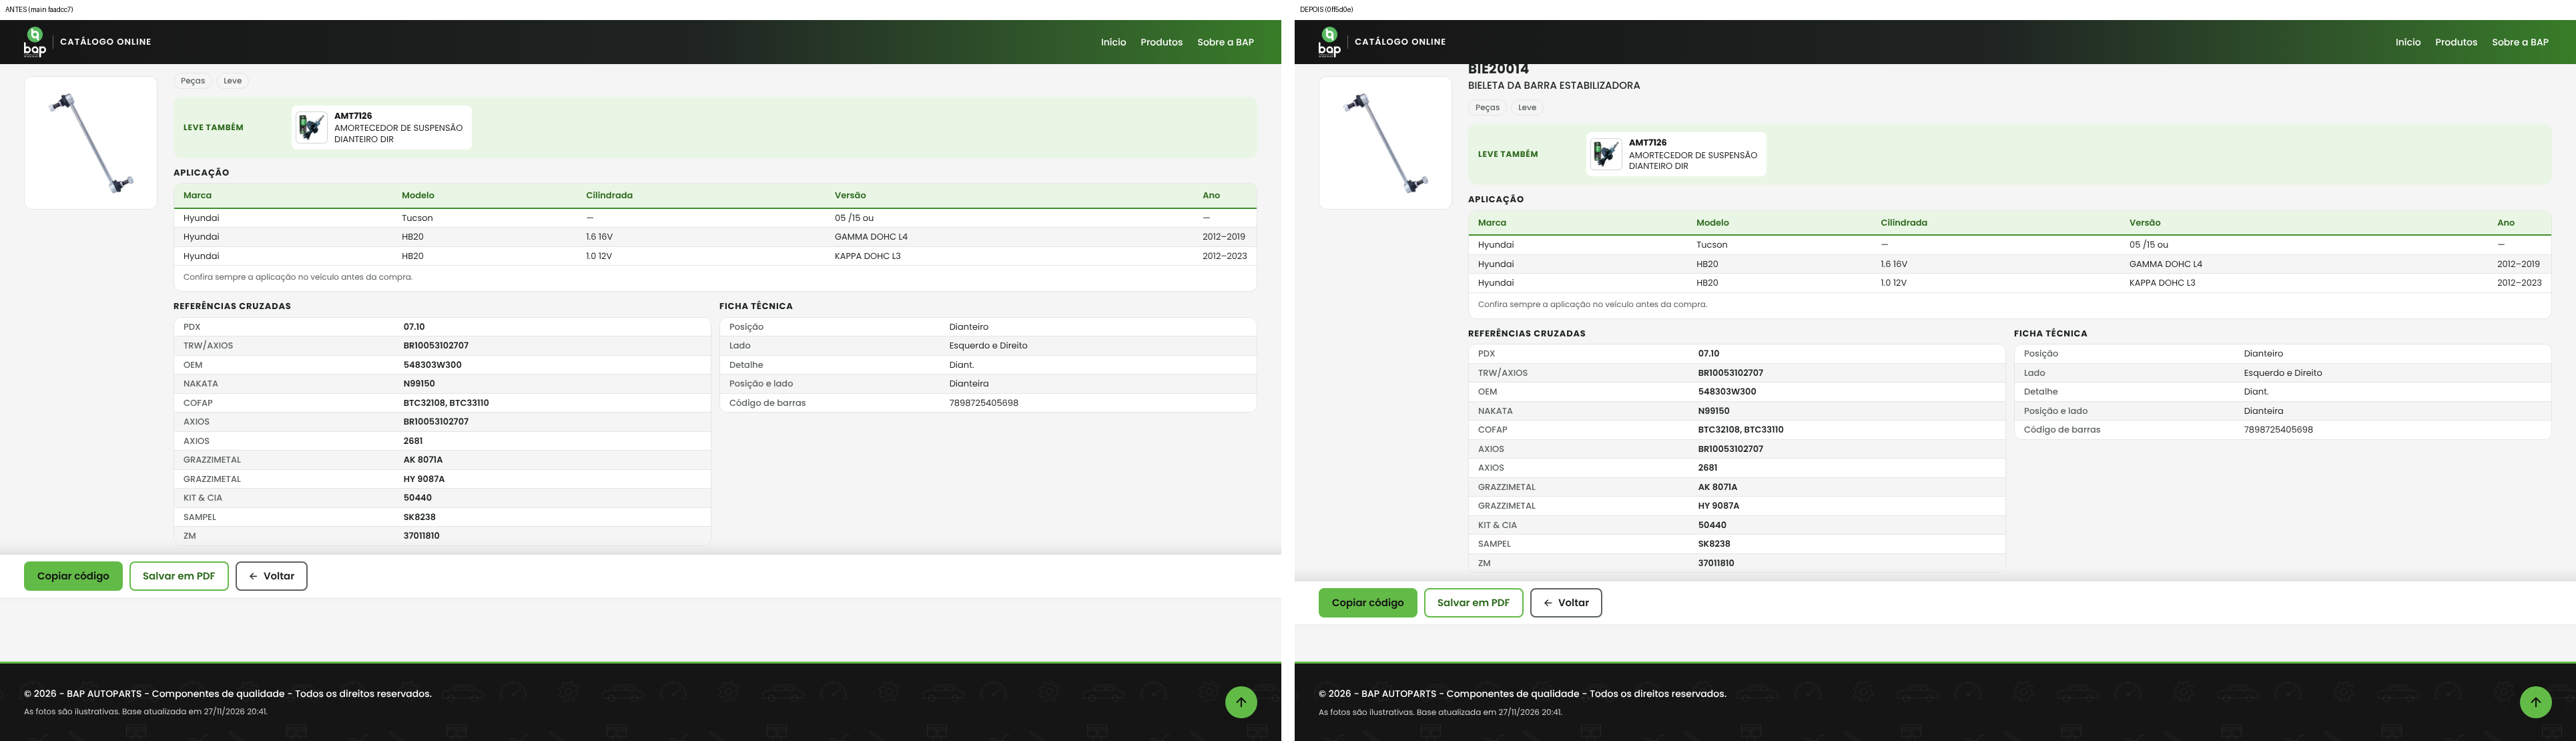 ANTES (main faadcc7)
bap
CATÁLOGO ONLINE
Início Produtos Sobre a BAP
Peças Leve
LEVE TAMBÉM
AMT7126
AMORTECEDOR DE SUSPENSÃO
DIANTEIRO DIR
APLICAÇÃO
Marca Modelo Cilindrada Versão Ano
Hyundai Tucson — 05 /15 ou —
Hyundai HB20 1.6 16V GAMMA DOHC L4 2012–2019
Hyundai HB20 1.0 12V KAPPA DOHC L3 2012–2023
Confira sempre a aplicação no veículo antes da compra.
REFERÊNCIAS CRUZADAS
PDX 07.10
TRW/AXIOS BR10053102707
OEM 548303W300
NAKATA N99150
COFAP BTC32108, BTC33110
AXIOS BR10053102707
AXIOS 2681
GRAZZIMETAL AK 8071A
GRAZZIMETAL HY 9087A
KIT & CIA 50440
SAMPEL SK8238
ZM 37011810
FICHA TÉCNICA
Posição Dianteiro
Lado Esquerdo e Direito
Detalhe Diant.
Posição e lado Dianteira
Código de barras 7898725405698
Copiar código Salvar em PDF ← Voltar
© 2026 - BAP AUTOPARTS - Componentes de qualidade - Todos os direitos reservados.
As fotos são ilustrativas. Base atualizada em 27/11/2026 20:41.
DEPOIS (0ff5d0e)
bap
CATÁLOGO ONLINE
Início Produtos Sobre a BAP
BIE20014
BIELETA DA BARRA ESTABILIZADORA
Peças Leve
LEVE TAMBÉM
AMT7126
AMORTECEDOR DE SUSPENSÃO
DIANTEIRO DIR
APLICAÇÃO
Marca Modelo Cilindrada Versão Ano
Hyundai Tucson — 05 /15 ou —
Hyundai HB20 1.6 16V GAMMA DOHC L4 2012–2019
Hyundai HB20 1.0 12V KAPPA DOHC L3 2012–2023
Confira sempre a aplicação no veículo antes da compra.
REFERÊNCIAS CRUZADAS
PDX 07.10
TRW/AXIOS BR10053102707
OEM 548303W300
NAKATA N99150
COFAP BTC32108, BTC33110
AXIOS BR10053102707
AXIOS 2681
GRAZZIMETAL AK 8071A
GRAZZIMETAL HY 9087A
KIT & CIA 50440
SAMPEL SK8238
ZM 37011810
FICHA TÉCNICA
Posição Dianteiro
Lado Esquerdo e Direito
Detalhe Diant.
Posição e lado Dianteira
Código de barras 7898725405698
Copiar código Salvar em PDF ← Voltar
© 2026 - BAP AUTOPARTS - Componentes de qualidade - Todos os direitos reservados.
As fotos são ilustrativas. Base atualizada em 27/11/2026 20:41.